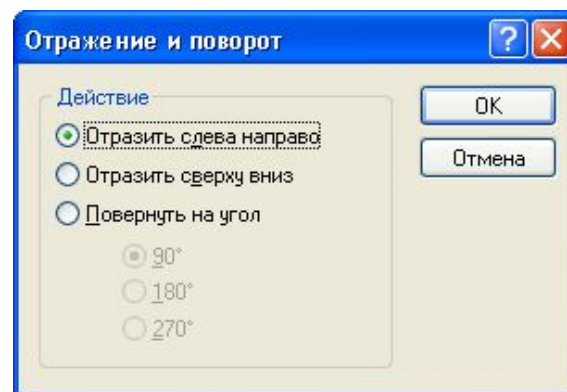 Отражение и поворот
Действие
Отразить слева направо
Отразить сверху вниз
Повернуть на угол
90°
180°
270°
OK
Отмена